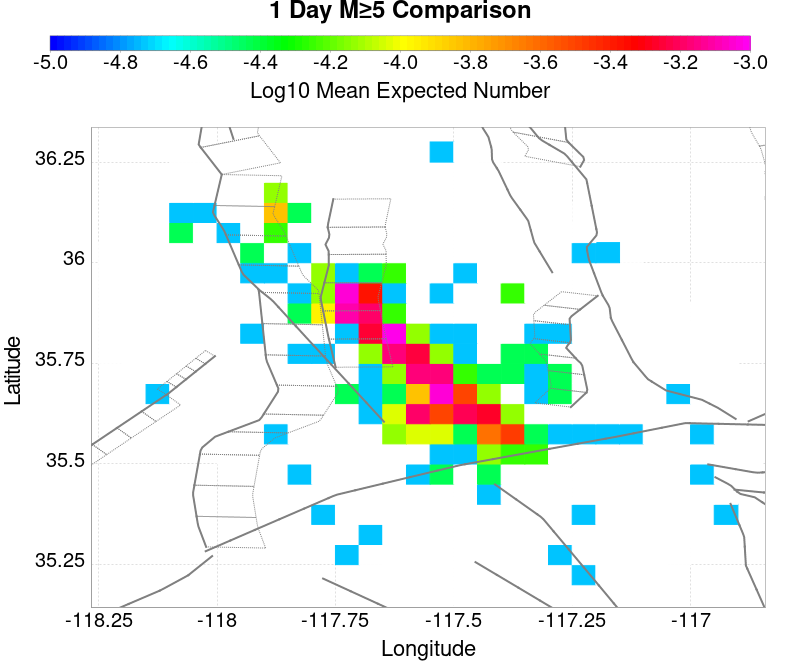 1 Day M≥5 Comparison
-5.0 -4.8 -4.6 -4.4 -4.2 -4.0 -3.8 -3.6 -3.4 -3.2 -3.0
Log10 Mean Expected Number
36.25
36
35.75
35.5
35.25
Latitude
-118.25 -118 -117.75 -117.5 -117.25 -117
Longitude